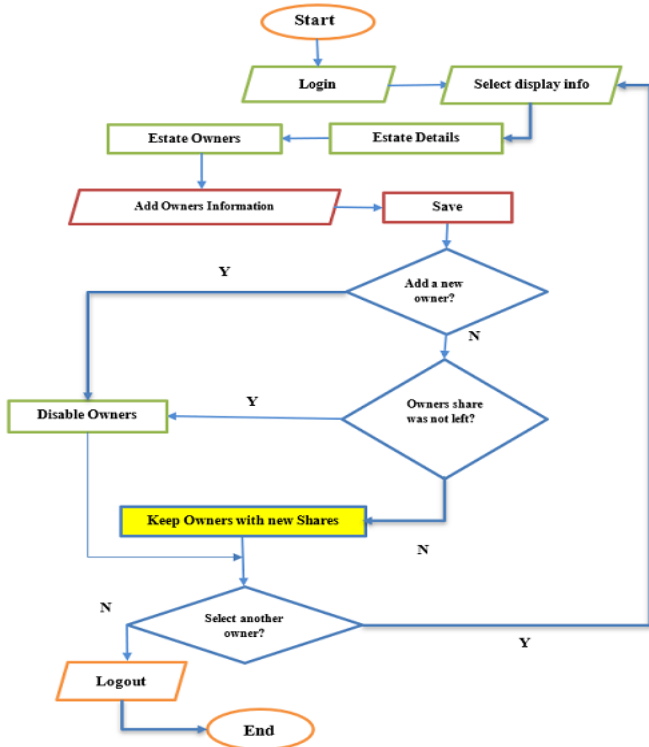 Start
Login
Select display info
Estate Owners
Estate Details
Add Owners Information
Save
Y
Add a new
owner?
N
Disable Owners
Y
Owners share
was not left?
Keep Owners with new Shares
N
N
Select another
owner?
Y
Logout
End